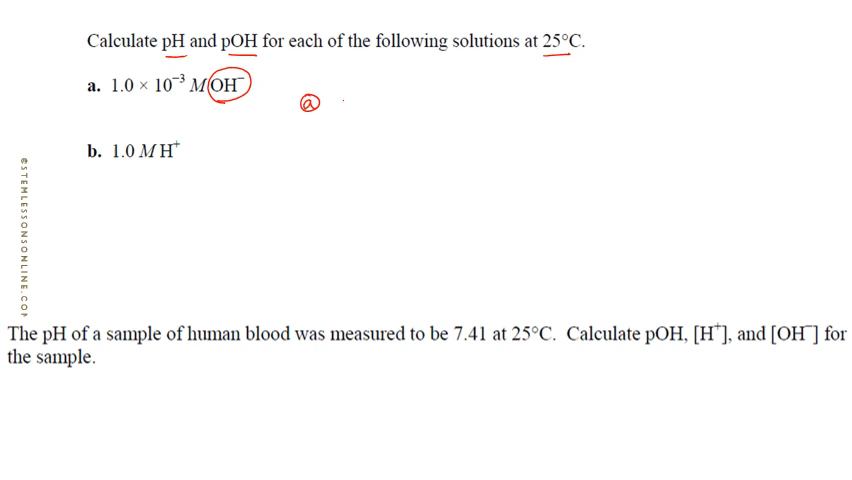 Calculate pH and pOH for each of the following solutions at 25°C.
a. 1.0 × 10⁻³ M OH⁻
@
b. 1.0 M H⁺
@STEMLESSONSONLINE.COM
The pH of a sample of human blood was measured to be 7.41 at 25°C. Calculate pOH, [H⁺], and [OH⁻] for
the sample.